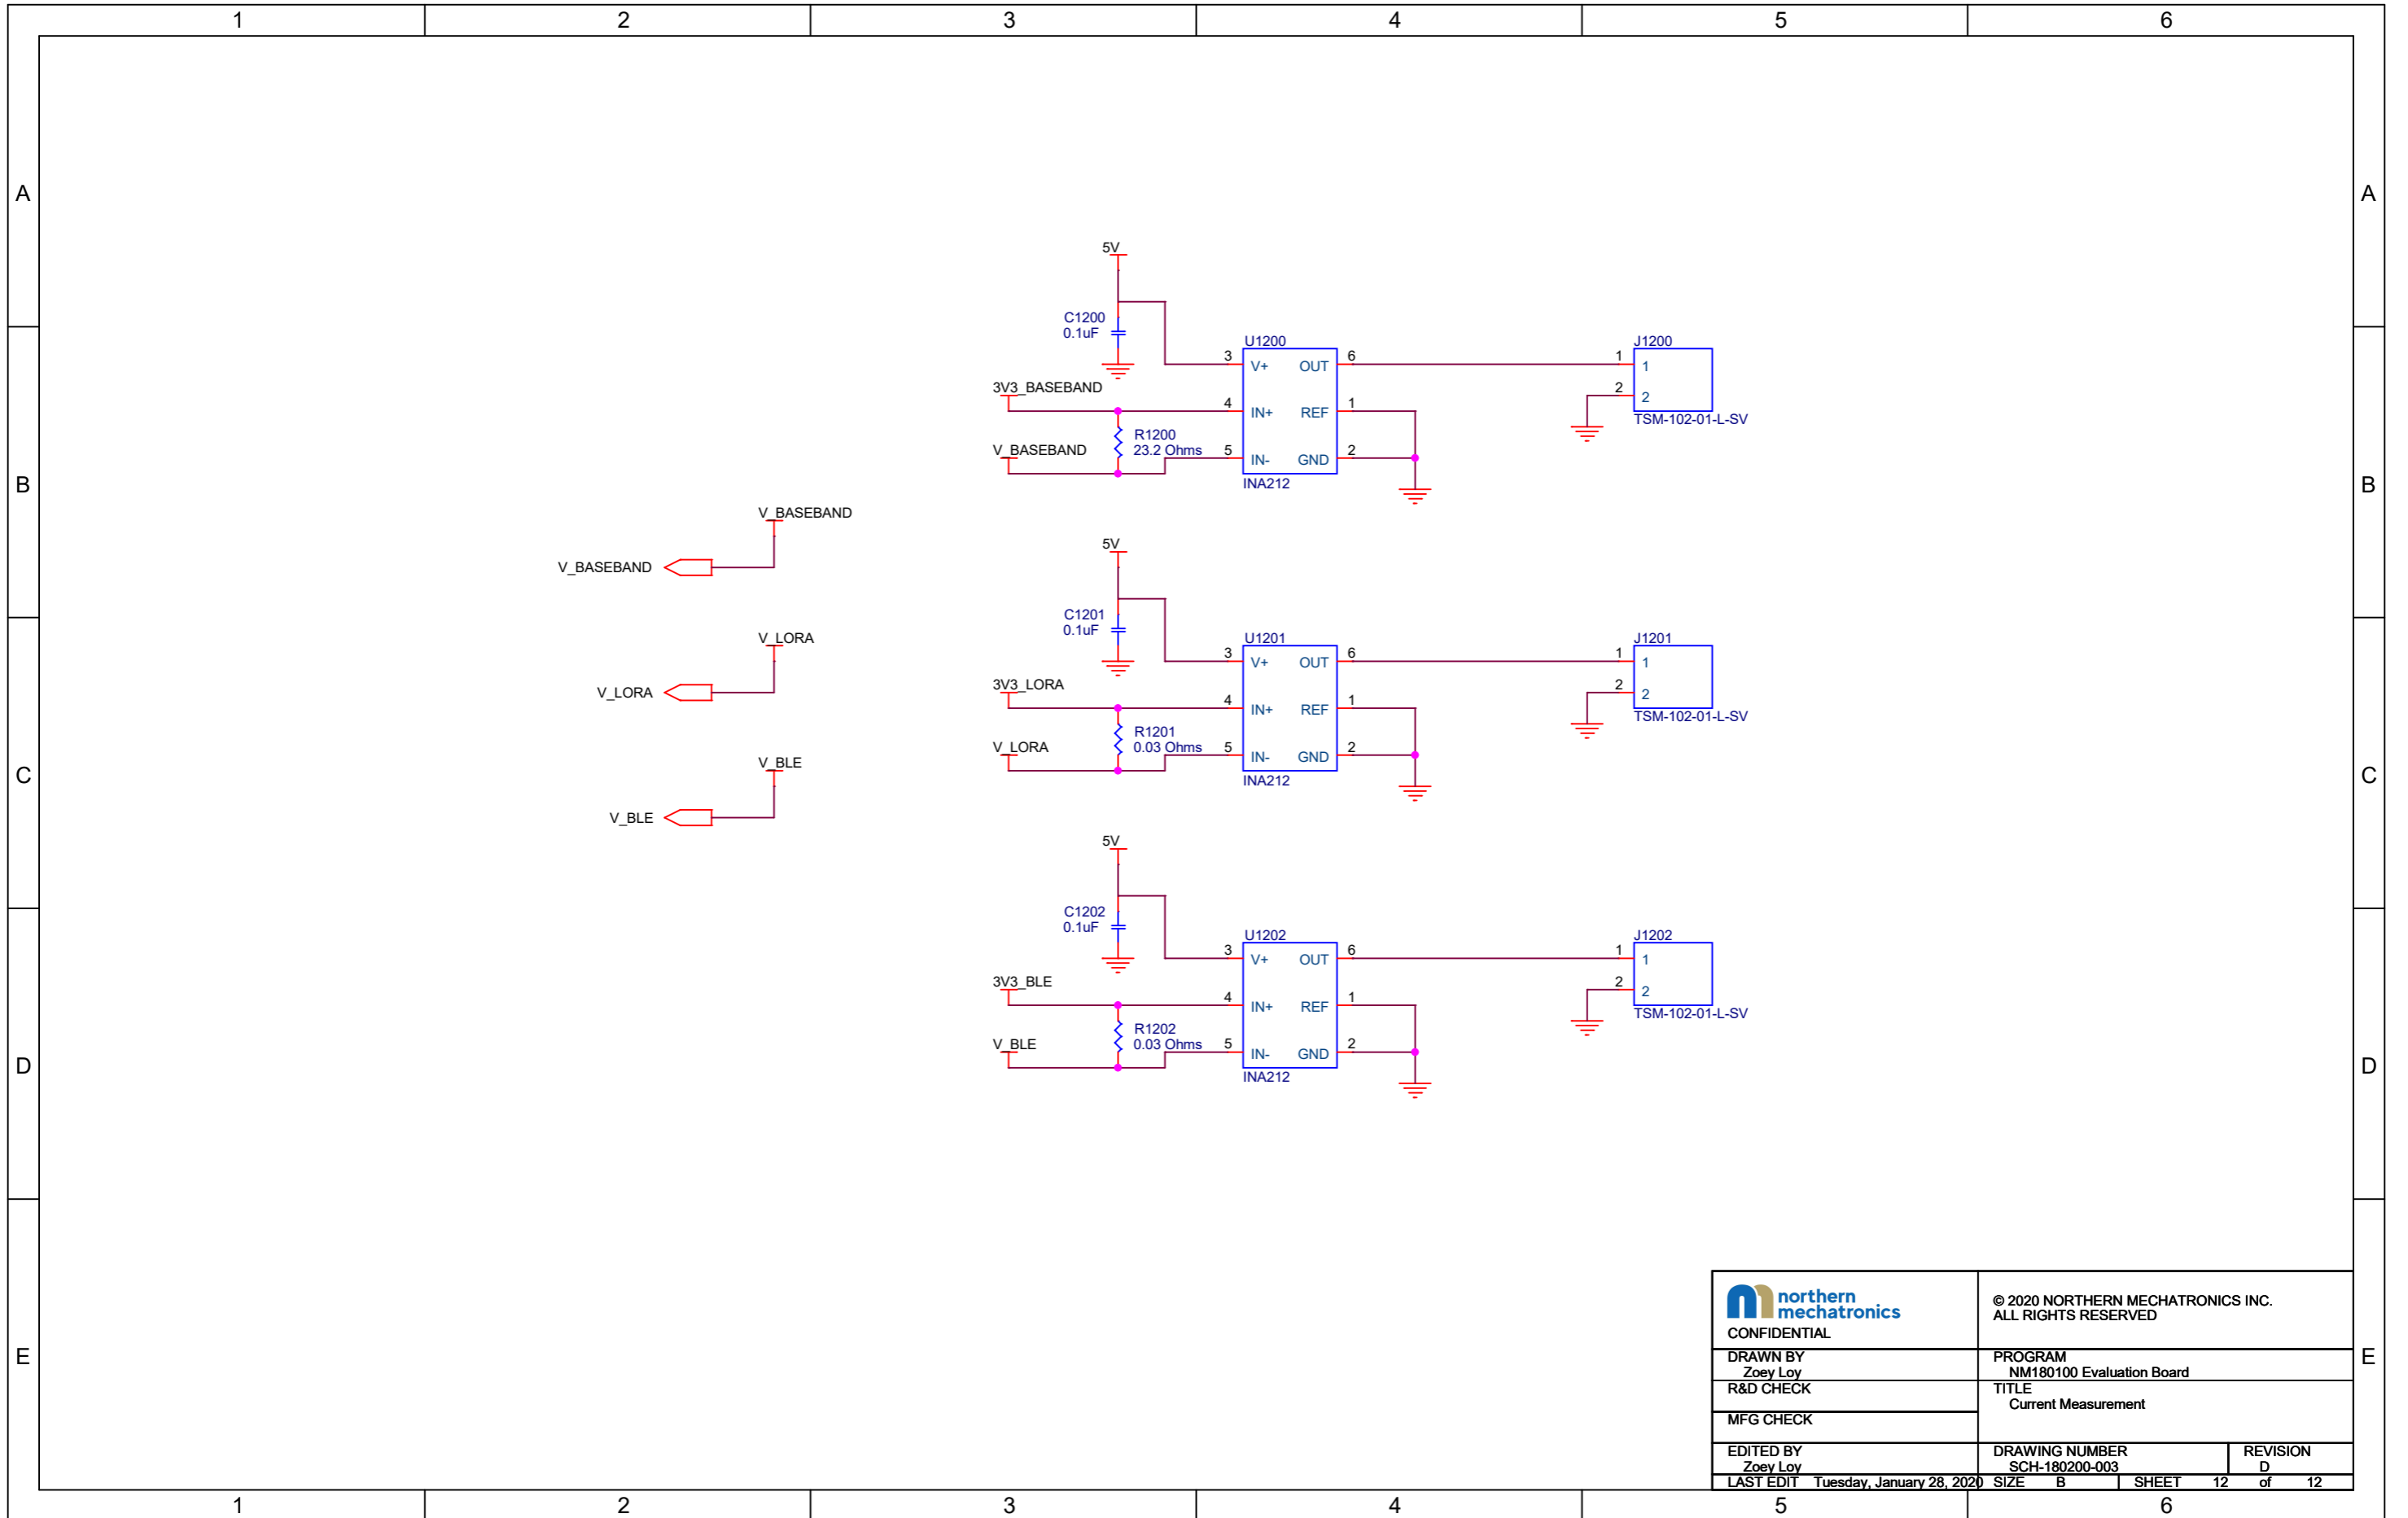 1 2 3 4 5 6
A A
5V
C1200
0.1uF
U1200
3 V+ OUT 6
3V3_BASEBAND
4 IN+ REF 1
R1200
23.2 Ohms
V_BASEBAND
5 IN- GND 2
INA212
J1200
1 1
2 2
TSM-102-01-L-SV
B B
V_BASEBAND
V_BASEBAND
5V
C1201
0.1uF
U1201
3 V+ OUT 6
3V3_LORA
4 IN+ REF 1
R1201
0.03 Ohms
V_LORA
5 IN- GND 2
INA212
J1201
1 1
2 2
TSM-102-01-L-SV
V_LORA
V_LORA
C C
V_BLE
V_BLE
5V
C1202
0.1uF
U1202
3 V+ OUT 6
3V3_BLE
4 IN+ REF 1
R1202
0.03 Ohms
V_BLE
5 IN- GND 2
INA212
J1202
1 1
2 2
TSM-102-01-L-SV
D D
E E
northern
mechatronics
CONFIDENTIAL
© 2020 NORTHERN MECHATRONICS INC.
ALL RIGHTS RESERVED
DRAWN BY
Zoey Loy
PROGRAM
NM180100 Evaluation Board
R&D CHECK
TITLE
Current Measurement
MFG CHECK
EDITED BY
Zoey Loy
DRAWING NUMBER
SCH-180200-003
REVISION
D
LAST EDIT Tuesday, January 28, 2020 SIZE B SHEET 12 of 12
1 2 3 4 5 6